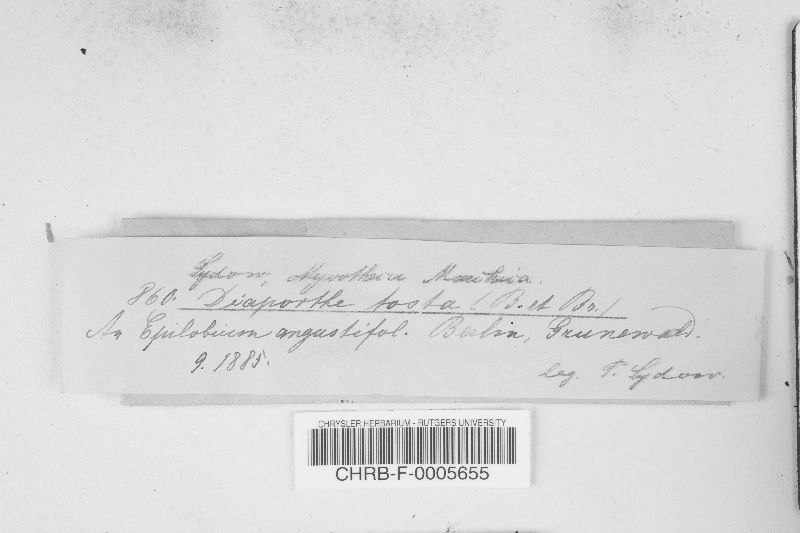 Sydow, Mycotheca Marchica.
860. Diaporthe tosta (B. et Br.)
An Epilobium angustifol. Berlin, Grunewald.
9. 1885.
leg. P. Sydow.
CHRYSLER HERBARIUM - RUTGERS UNIVERSITY
CHRB-F-0005655